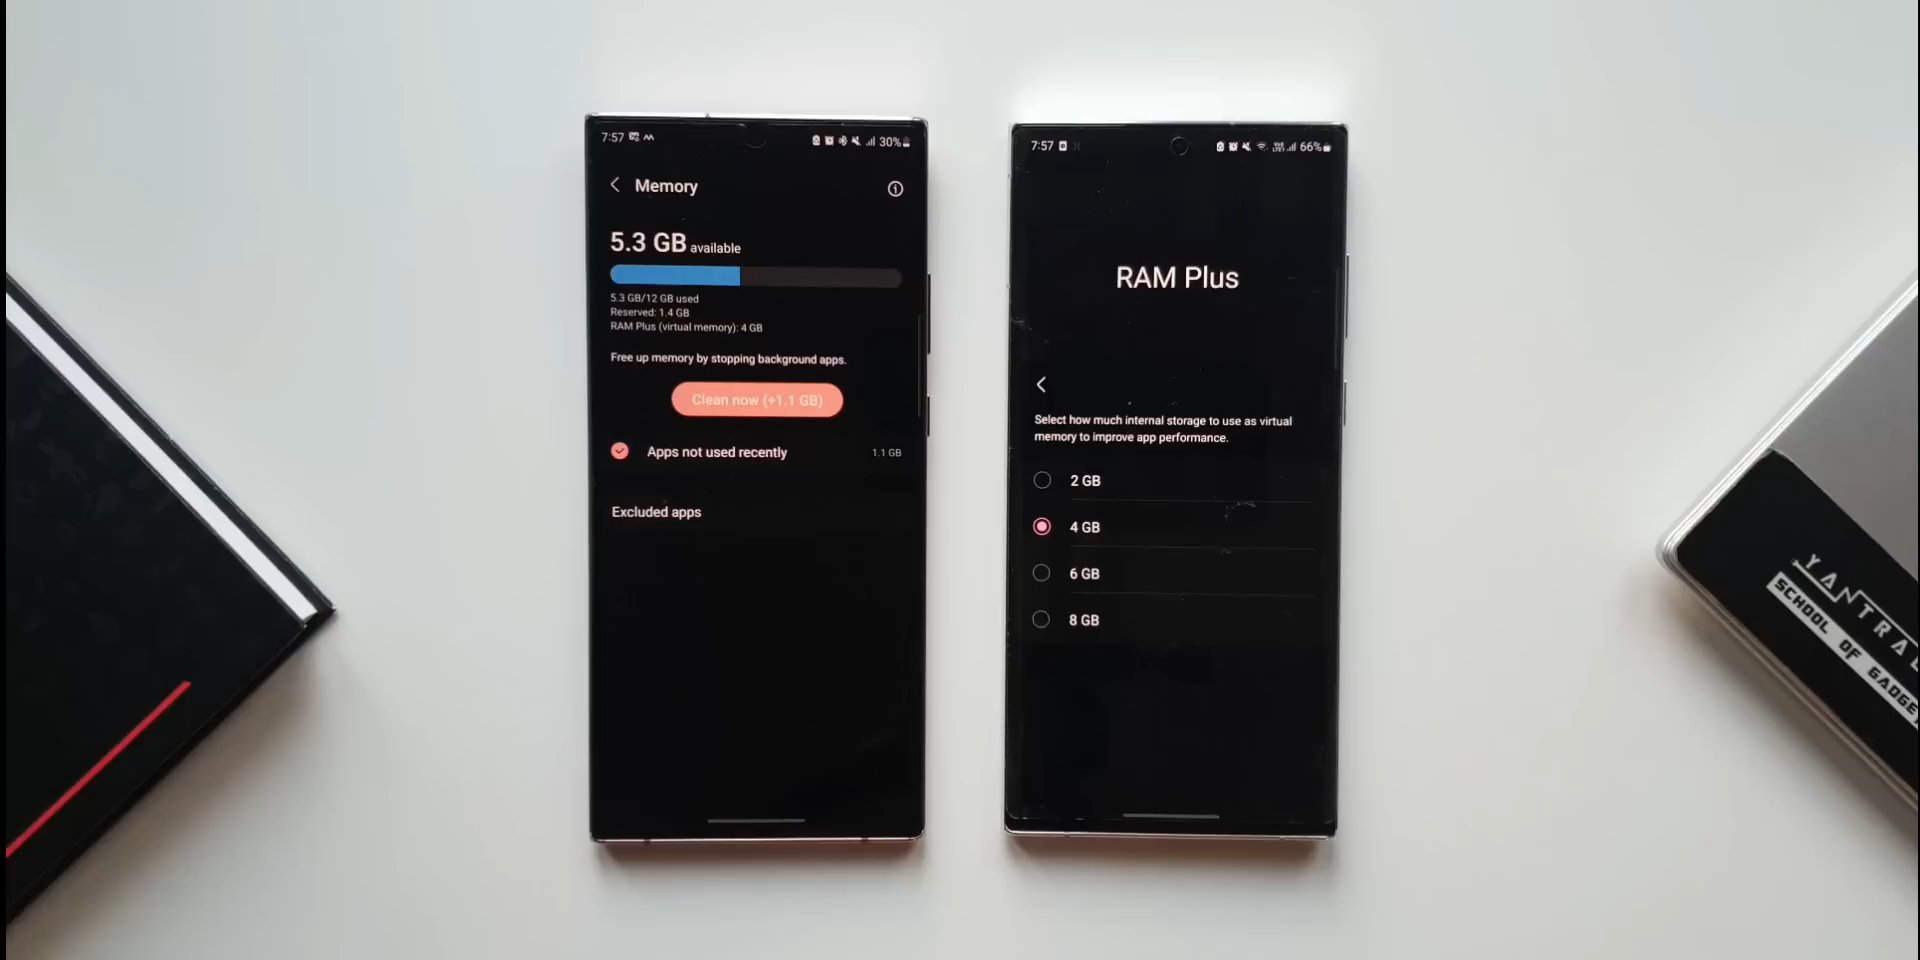 7:57
30%
Memory
5.3 GB available
5.3 GB/12 GB used
Reserved: 1.4 GB
RAM Plus (virtual memory): 4 GB
Free up memory by stopping background apps.
Clean now (+1.1 GB)
Apps not used recently
1.1 GB
Excluded apps
7:57
66%
RAM Plus
Select how much internal storage to use as virtual
memory to improve app performance.
2 GB
4 GB
6 GB
8 GB
SCHOOL OF